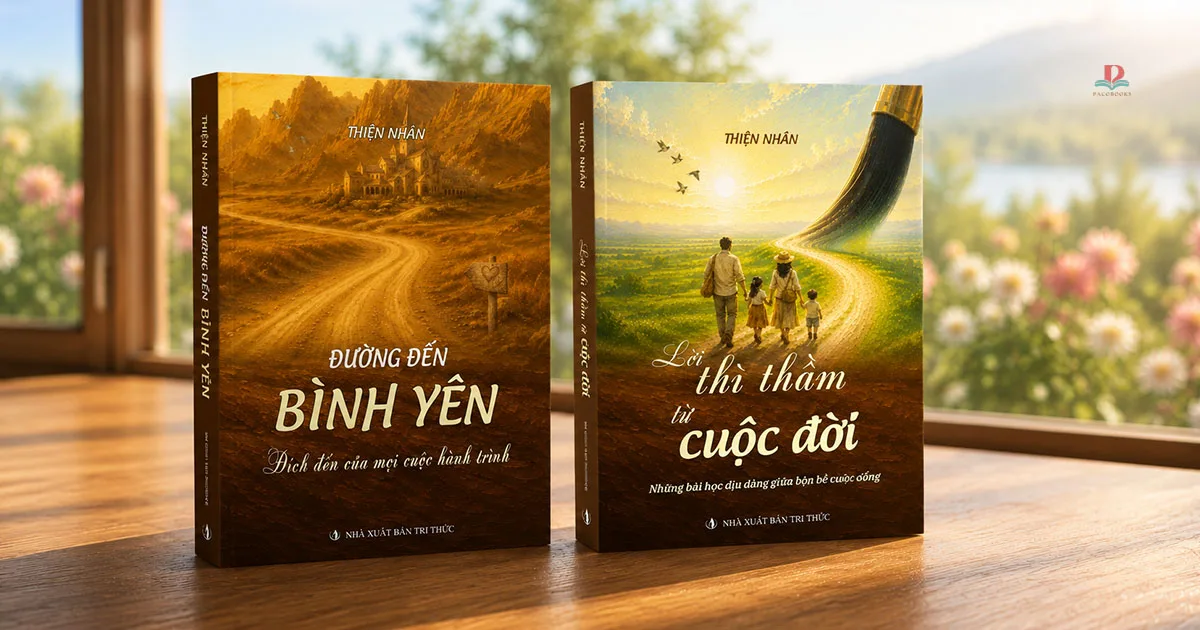 THIỆN NHÂN
ĐƯỜNG ĐẾN BÌNH YÊN
THIỆN NHÂN
ĐƯỜNG ĐẾN
BÌNH YÊN
Đích đến của mọi cuộc hành trình
NHÀ XUẤT BẢN TRI THỨC
THIỆN NHÂN
Lời thì thầm từ cuộc đời
THIỆN NHÂN
Lời
thì thầm
từ
cuộc đời
Những bài học dịu dàng giữa bộn bề cuộc sống
NHÀ XUẤT BẢN TRI THỨC
PACOBOOKS